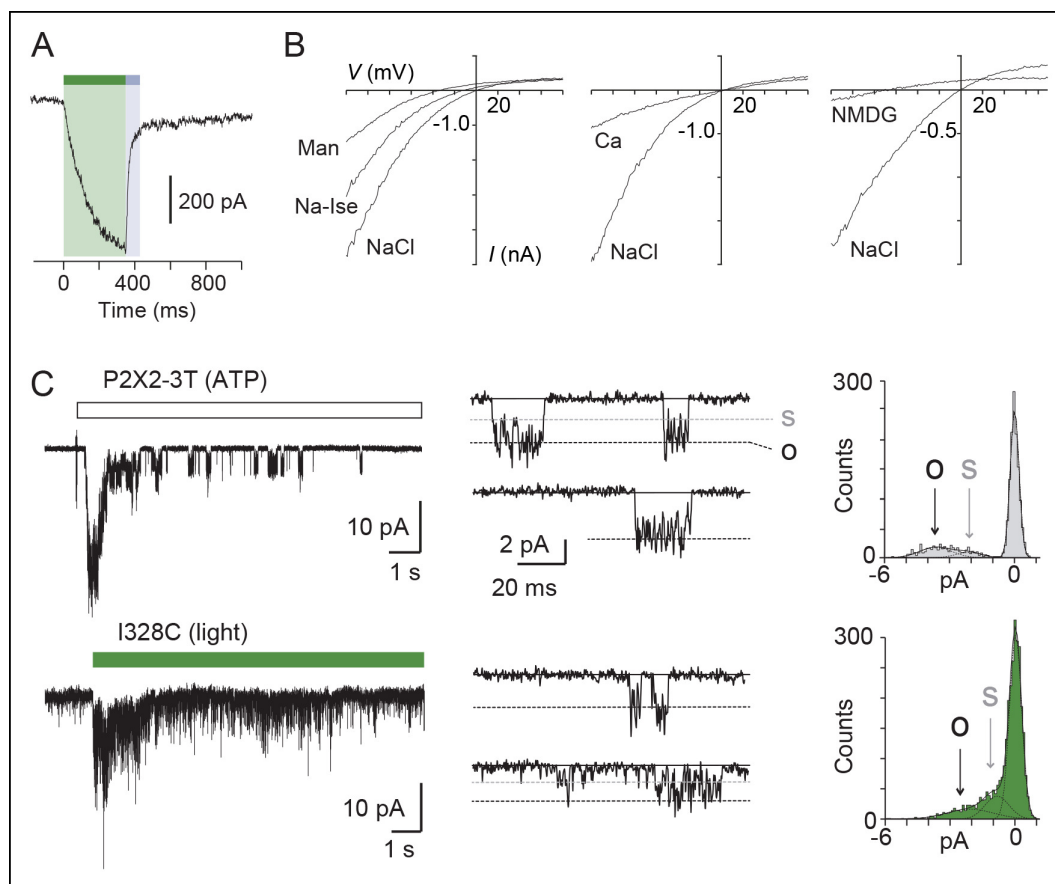 A
200 pA
0 400 800
Time (ms)
B
V (mV)
20
-1.0
Man
Na-Ise
NaCl
I (nA)
20
-1.0
Ca
NaCl
20
NMDG
-0.5
NaCl
C
P2X2-3T (ATP)
10 pA
1 s
S
O
2 pA
20 ms
300
Counts
O S
0
-6 0
pA
I328C (light)
10 pA
1 s
300
Counts
S
O
0
-6 0
pA